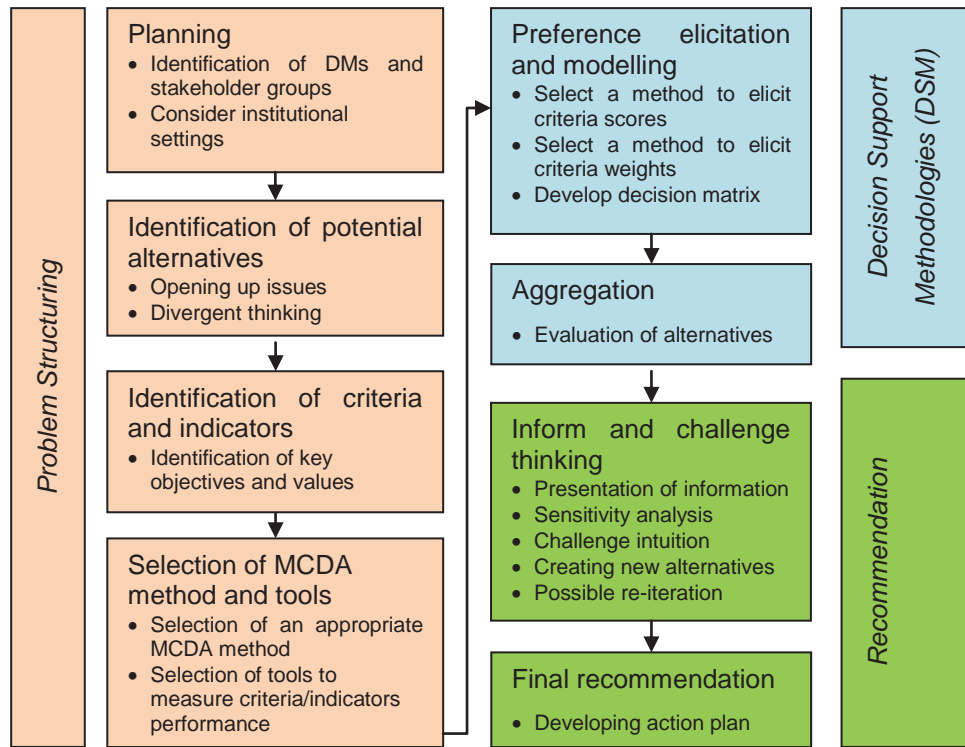 Problem Structuring
Planning
• Identification of DMs and
stakeholder groups
• Consider institutional
settings
Identification of potential
alternatives
• Opening up issues
• Divergent thinking
Identification of criteria
and indicators
• Identification of key
objectives and values
Selection of MCDA
method and tools
• Selection of an appropriate
MCDA method
• Selection of tools to
measure criteria/indicators
performance
Preference elicitation
and modelling
• Select a method to elicit
criteria scores
• Select a method to elicit
criteria weights
• Develop decision matrix
Aggregation
• Evaluation of alternatives
Inform and challenge
thinking
• Presentation of information
• Sensitivity analysis
• Challenge intuition
• Creating new alternatives
• Possible re-iteration
Final recommendation
• Developing action plan
Decision Support
Methodologies (DSM)
Recommendation